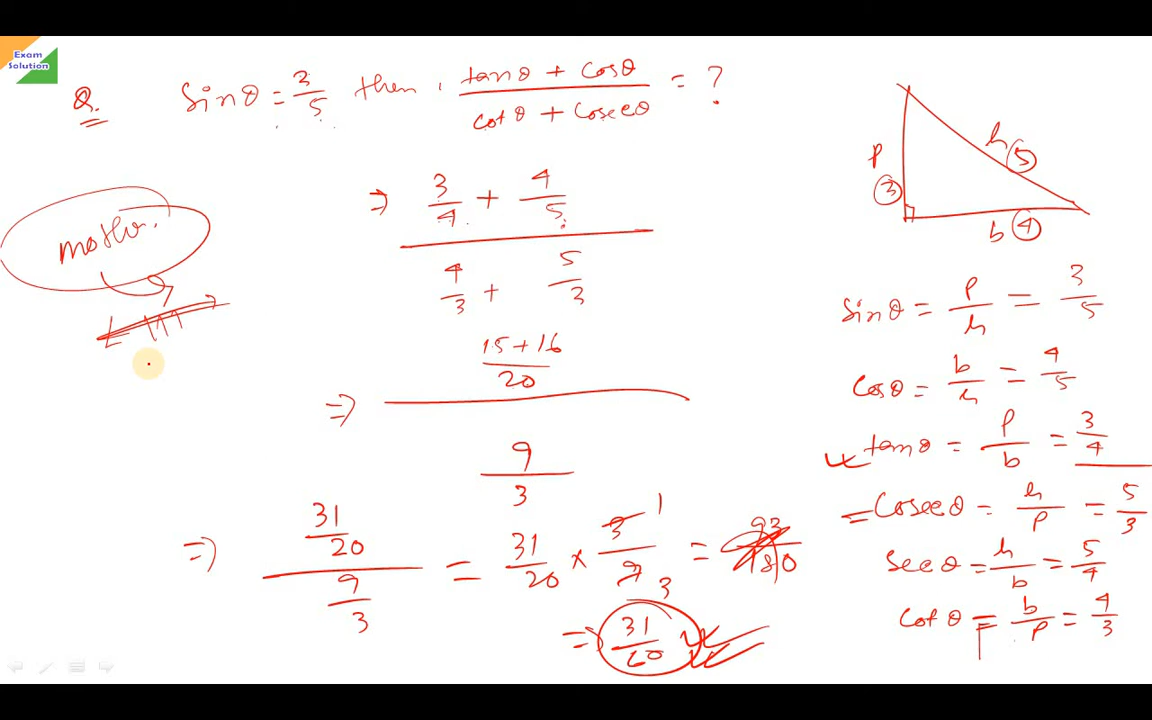 Exam
Solution
Q. Sinθ = 3/5 then, (tanθ + Cosθ)/(Cotθ + Cosecθ) = ?
⇒ (3/4 + 4/5)/(4/3 + 5/3)
⇒ ((15+16)/20)/(9/3)
⇒ (31/20)/(9/3) = 31/20 × 3/9 = 93/180
1
3
⇒ 31/60
P
3
h 5
b 4
Sinθ = P/h = 3/5
Cosθ = b/h = 4/5
tanθ = P/b = 3/4
= Cosecθ = h/P = 5/3
Secθ = h/b = 5/4
Cotθ = b/P = 4/3